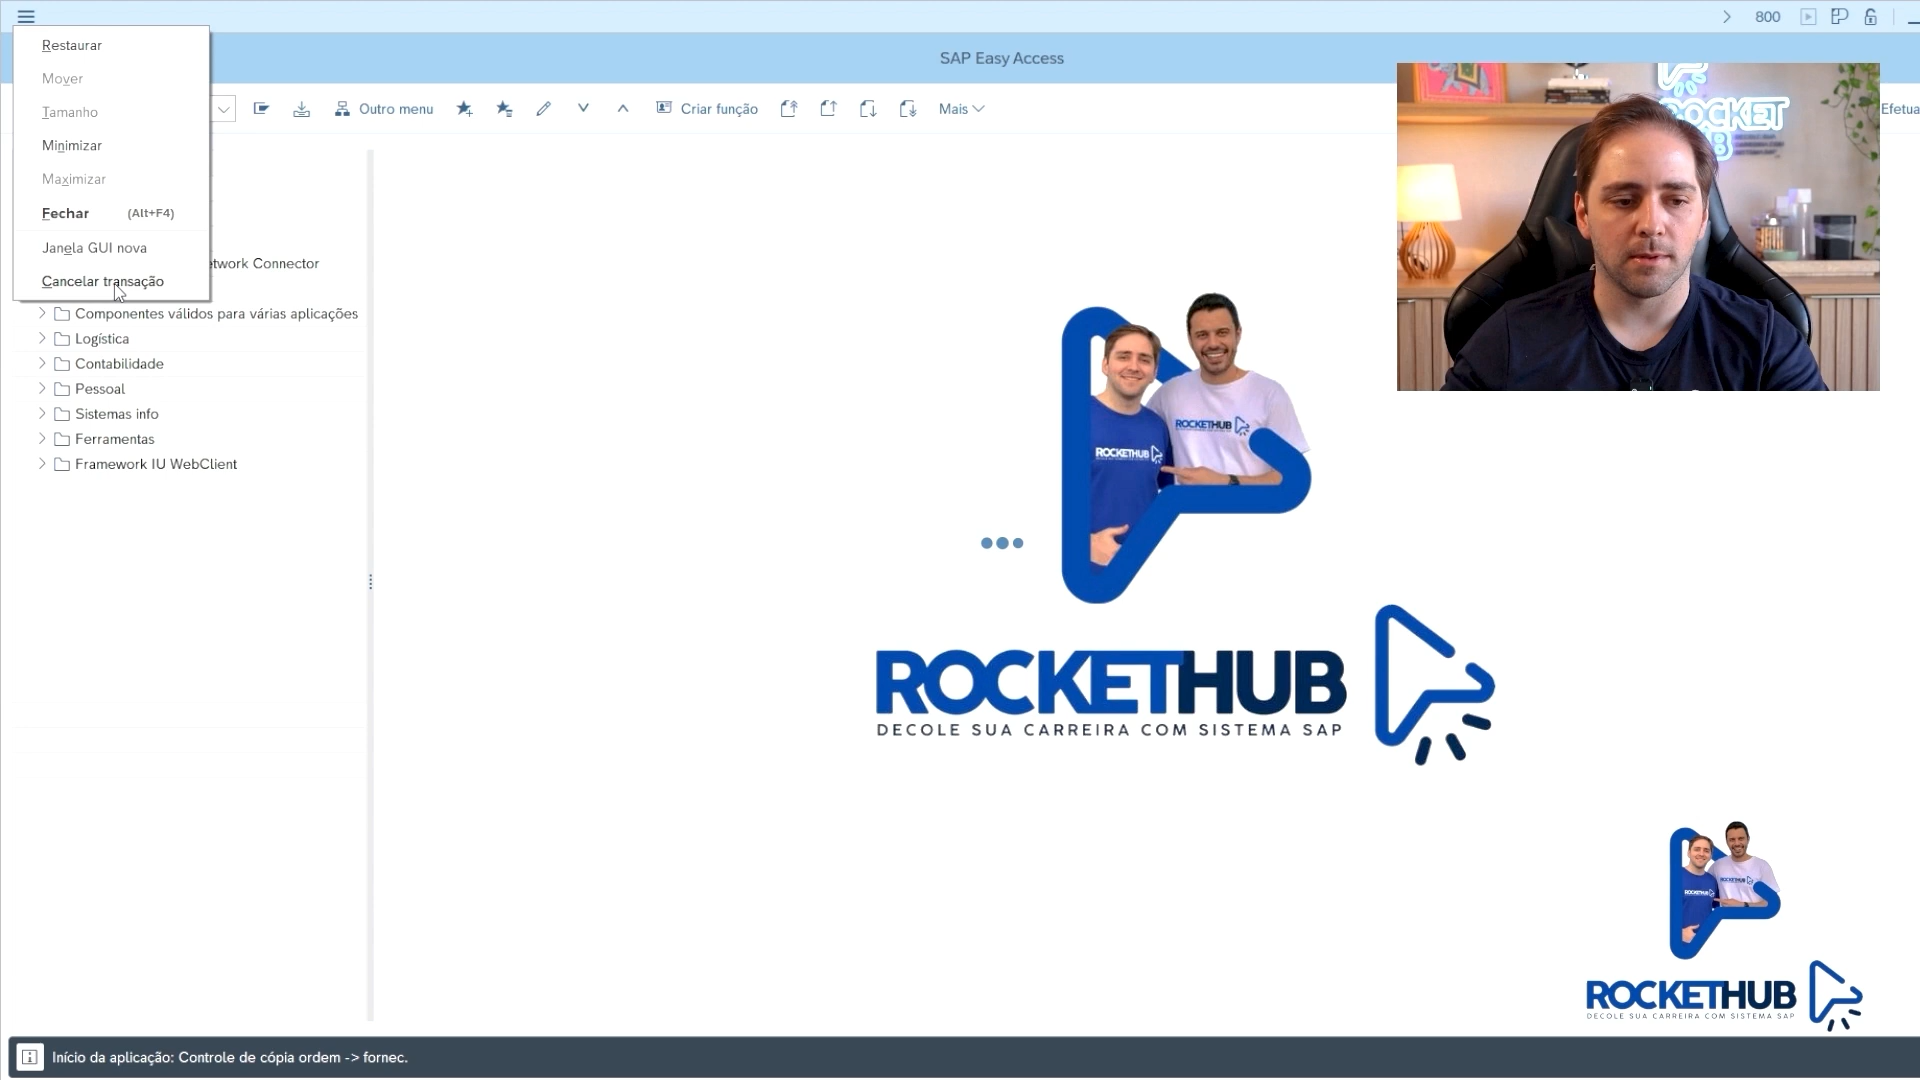 800
Restaurar
Mover
Tamanho
Minimizar
Maximizar
Fechar (Alt+F4)
Janela GUI nova
Cancelar transação
SAP Easy Access
Outro menu
Criar função
Mais
Efetua
ROCKET
twork Connector
Componentes válidos para várias aplicações
Logística
Contabilidade
Pessoal
Sistemas info
Ferramentas
Framework IU WebClient
ROCKETHUB
ROCKETHUB
ROCKETHUB
DECOLE SUA CARREIRA COM SISTEMA SAP
ROCKETHUB
ROCKETHUB
ROCKETHUB
DECOLE SUA CARREIRA COM SISTEMA SAP
Início da aplicação: Controle de cópia ordem -> fornec.